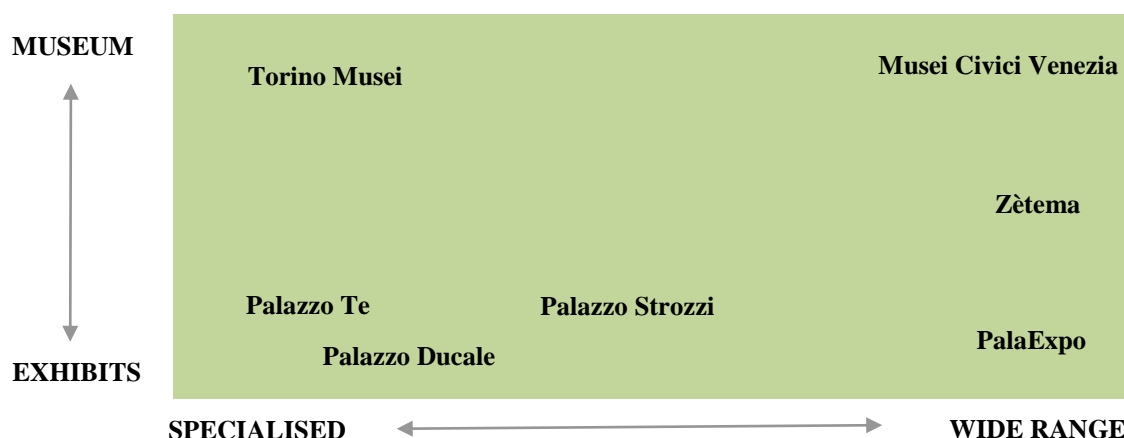 MUSEUM
Torino Musei
Musei Civici Venezia
Zètema
Palazzo Te
Palazzo Strozzi
PalaExpo
Palazzo Ducale
EXHIBITS
SPECIALISED
WIDE RANGE